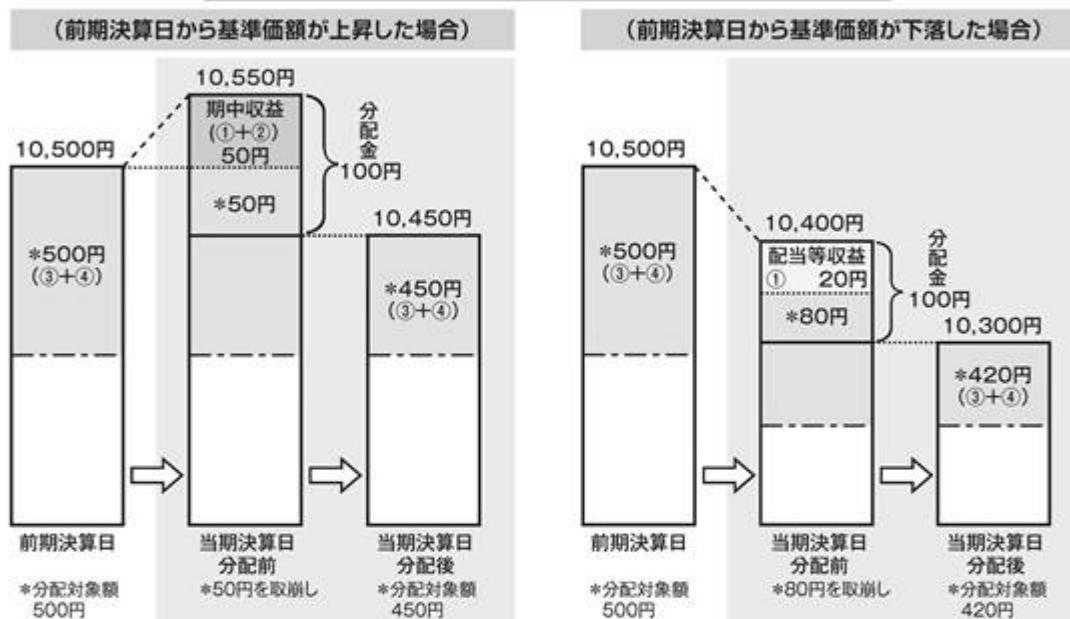 （前期決算日から基準価額が上昇した場合）
10,550円
期中収益
（①＋②）
50円
*50円
分配金
100円
10,500円
*500円
（③＋④）
10,450円
*450円
（③＋④）
前期決算日
当期決算日
分配前
当期決算日
分配後
*分配対象額
500円
*50円を取崩し
*分配対象額
450円
（前期決算日から基準価額が下落した場合）
10,500円
*500円
（③＋④）
10,400円
配当等収益
① 20円
*80円
分配金
100円
10,300円
*420円
（③＋④）
前期決算日
当期決算日
分配前
当期決算日
分配後
*分配対象額
500円
*80円を取崩し
*分配対象額
420円